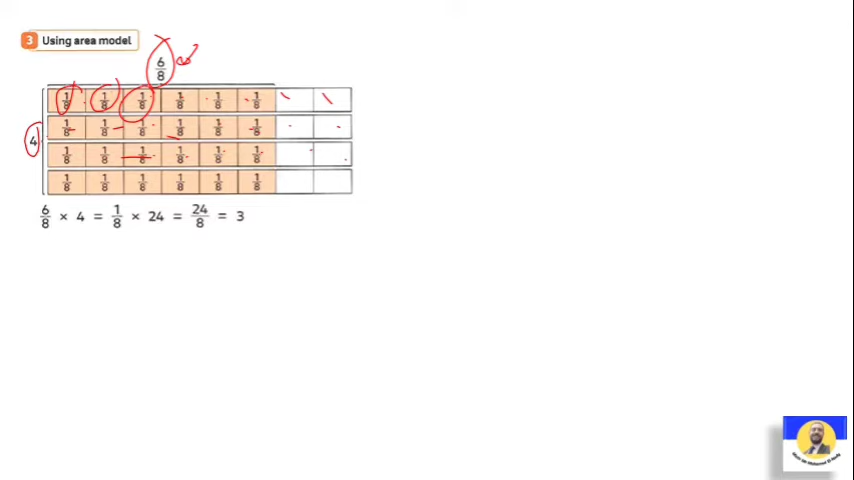 3 Using area model
6/8
1/8 1/8 1/8 1/8 1/8 1/8
4 1/8 1/8 1/8 1/8 1/8 1/8
1/8 1/8 1/8 1/8 1/8 1/8
1/8 1/8 1/8 1/8 1/8 1/8
6/8 × 4 = 1/8 × 24 = 24/8 = 3